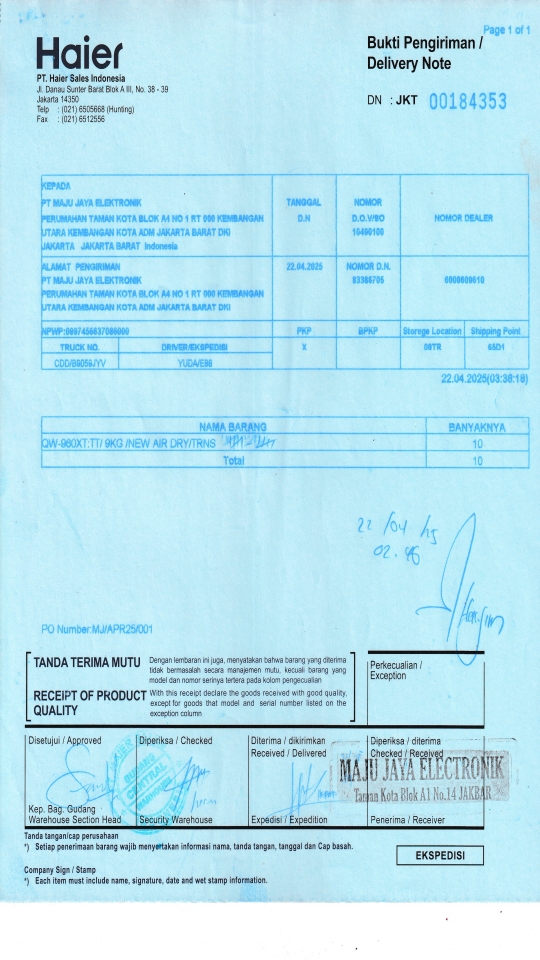 Page 1 of 1
Haier
PT. Haier Sales Indonesia
Jl. Danau Sunter Barat Blok A III, No. 38 - 39
Jakarta 14350
Telp : (021) 6505668 (Hunting)
Fax : (021) 6512556
Bukti Pengiriman /
Delivery Note
DN : JKT 00184353
KEPADA
PT MAJU JAYA ELEKTRONIK
PERUMAHAN TAMAN KOTA BLOK A4 NO 1 RT 000 KEMBANGAN
UTARA KEMBANGAN KOTA ADM JAKARTA BARAT DKI
JAKARTA JAKARTA BARAT Indonesia
TANGGAL
D.N
NOMOR
D.O.V/SO
10490100
NOMOR DEALER
ALAMAT PENGIRIMAN
PT MAJU JAYA ELEKTRONIK
PERUMAHAN TAMAN KOTA BLOK A4 NO 1 RT 000 KEMBANGAN
UTARA KEMBANGAN KOTA ADM JAKARTA BARAT DKI
22.04.2025
NOMOR D.N.
83386705
NPWP:
PKP
BPKP
Storege Location
Shipping Point
TRUCK NO.
DRIVER/EKSPEDISI
X
65D1
CDD/B9059JYV
22.04.2025(03:36:18)
NAMA BARANG
BANYAKNYA
QW-960XT:TT/ 9KG /NEW AIR DRY/TRNS
10
Total
10
22/04
PO Number:MJ/APR25/001
TANDA TERIMA MUTU
Dengan lembaran ini juga, menyatakan bahwa barang yang diterima
tidak bermasalah secara manajemen mutu, kecuali barang yang
model dan nomor serinya tertera pada kolom pengecualian
RECEIPT OF PRODUCT
QUALITY
With this receipt declare the goods received with good quality,
except for goods that model and serial number listed on the
exception column
Perkecualian /
Exception
Disetujui / Approved
Kep. Bag. Gudang
Warehouse Section Head
Diperiksa / Checked
Security Warehouse
Diterima / dikirimkan
Received / Delivered
Expedisi / Expedition
Diperiksa / diterima
Checked / Received
MAJU JAYA ELECTRONIK
Taman Kota Blok A1 No.14 JAKBAR
Penerima / Receiver
Tanda tangan/cap perusahaan
*) Setiap penerimaan barang wajib menyertakan informasi nama, tanda tangan, tanggal dan Cap basah.
EKSPEDISI
Company Sign / Stamp
*) Each item must include name, signature, date and wet stamp information.